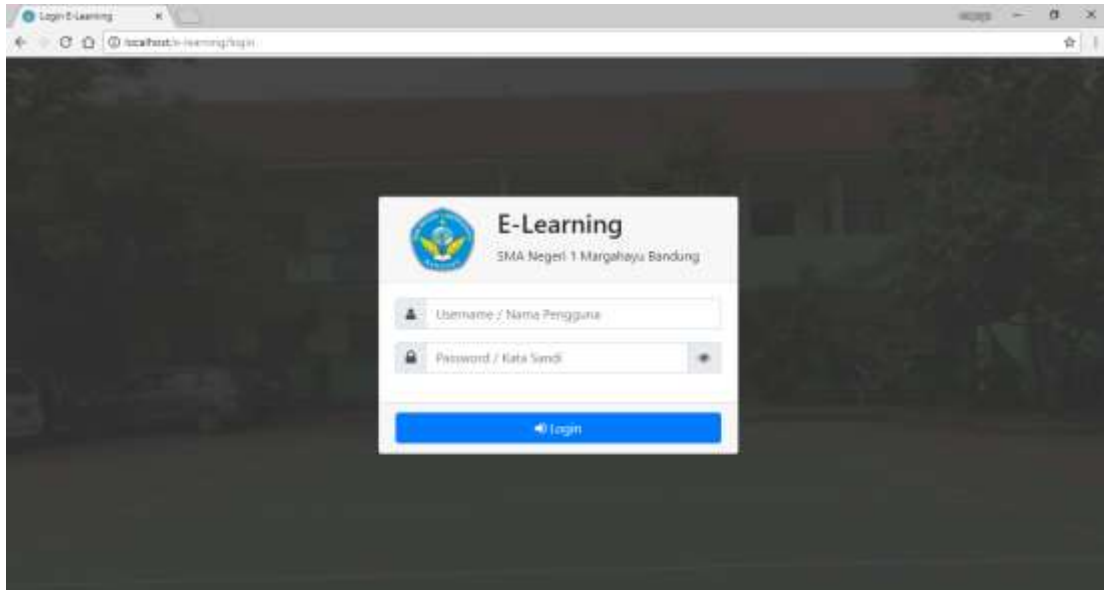 Login E-Learning
localhost/e-learning/login
E-Learning
SMA Negeri 1 Margahayu Bandung
Username / Nama Pengguna
Password / Kata Sandi
Login